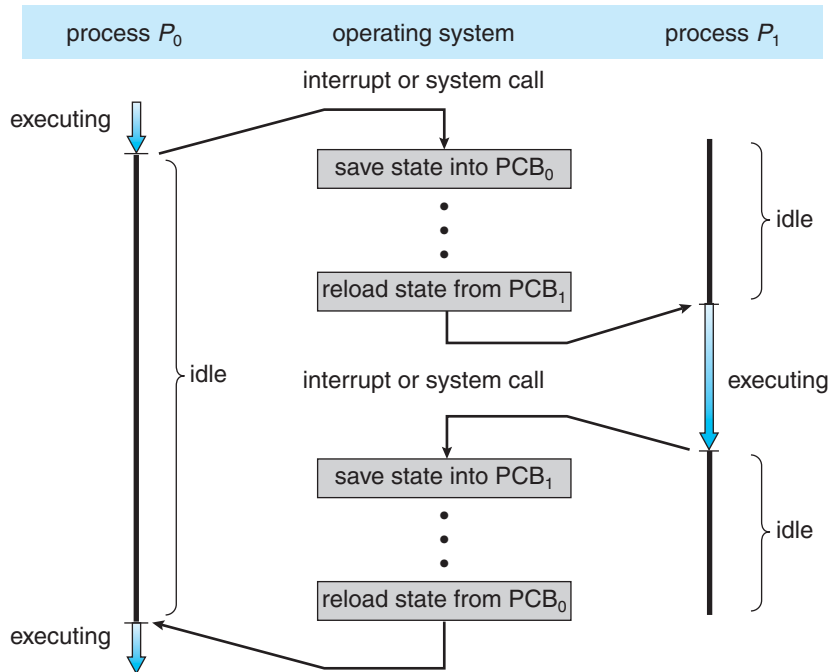 process P₀
operating system
process P₁
interrupt or system call
executing
save state into PCB₀
idle
reload state from PCB₁
idle
interrupt or system call
executing
save state into PCB₁
idle
reload state from PCB₀
executing